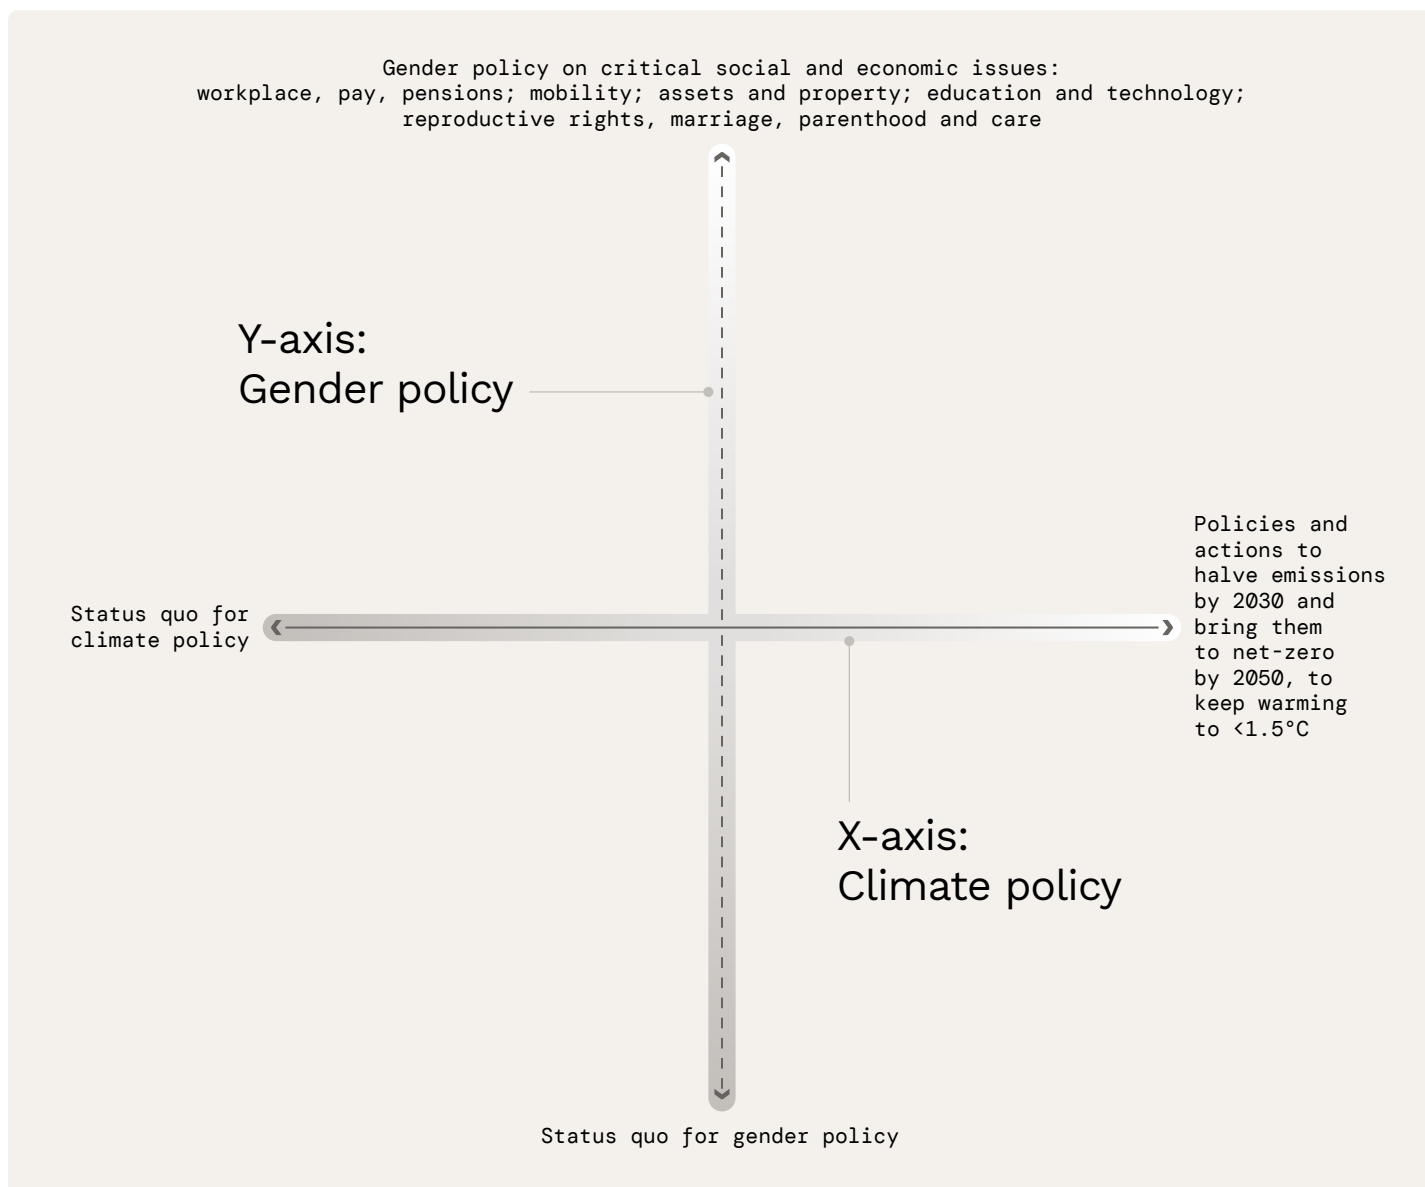 Gender policy on critical social and economic issues:
workplace, pay, pensions; mobility; assets and property; education and technology;
reproductive rights, marriage, parenthood and care
Y-axis:
Gender policy
Status quo for
climate policy
Policies and
actions to
halve emissions
by 2030 and
bring them
to net-zero
by 2050, to
keep warming
to <1.5°C
X-axis:
Climate policy
Status quo for gender policy